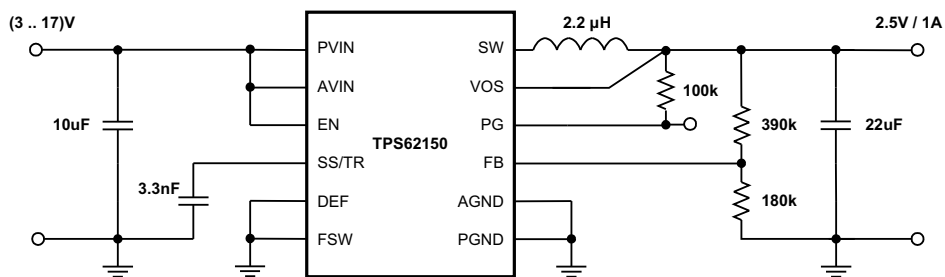 (3 .. 17)V
2.2 µH
2.5V / 1A
PVIN
SW
AVIN
VOS
100k
10uF
EN
PG
TPS62150
390k
22uF
SS/TR
FB
3.3nF
180k
DEF
AGND
FSW
PGND